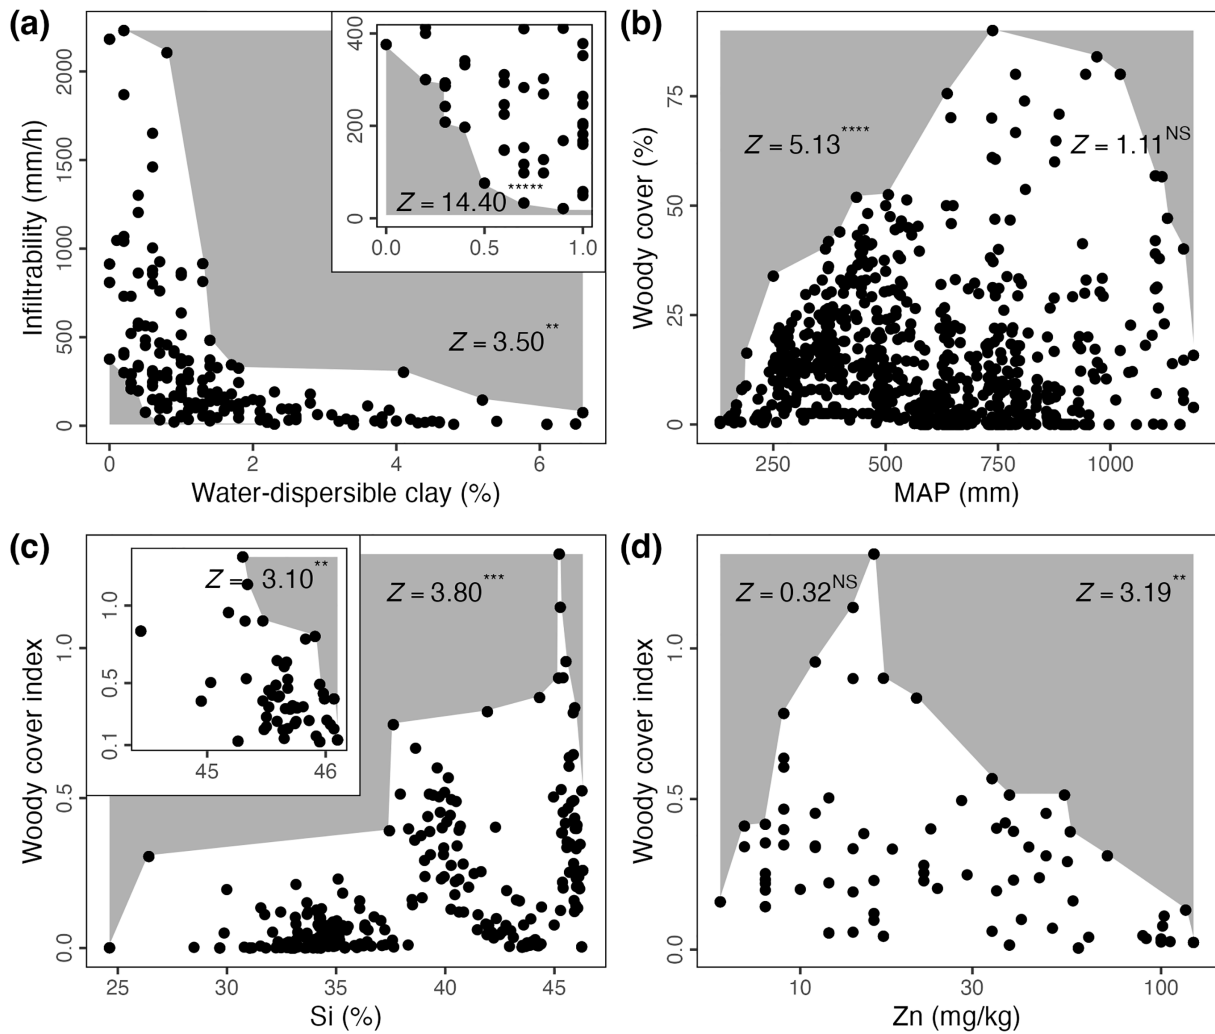 (a)
Infiltrability (mm/h)
2000
1500
1000
500
0
0
2
4
6
Water-dispersible clay (%)
400
200
0
0.0
0.5
1.0
Z = 14.40*****
Z = 3.50**
(b)
Woody cover (%)
75
50
25
0
250
500
750
1000
MAP (mm)
Z = 5.13****
Z = 1.11NS
(c)
Woody cover index
1.0
0.5
0.0
25
30
35
40
45
Si (%)
1.0
0.5
0.1
45
46
Z = 3.10**
Z = 3.80***
(d)
Woody cover index
1.0
0.5
0.0
10
30
100
Zn (mg/kg)
Z = 0.32NS
Z = 3.19**